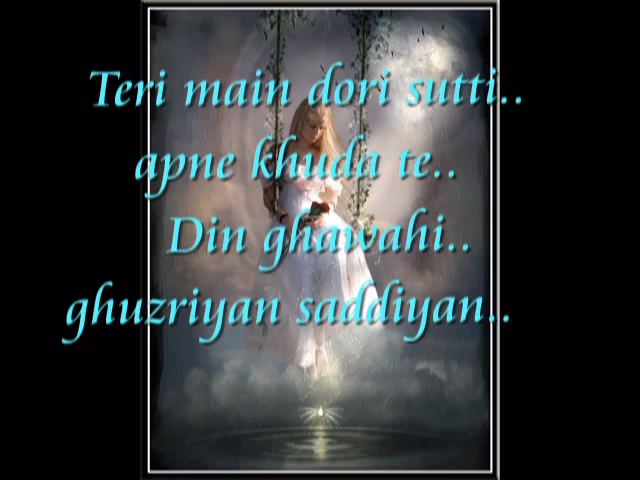 Teri main dori sutti..
apne khuda te..
Din ghawahi..
ghuzriyan saddiyan..